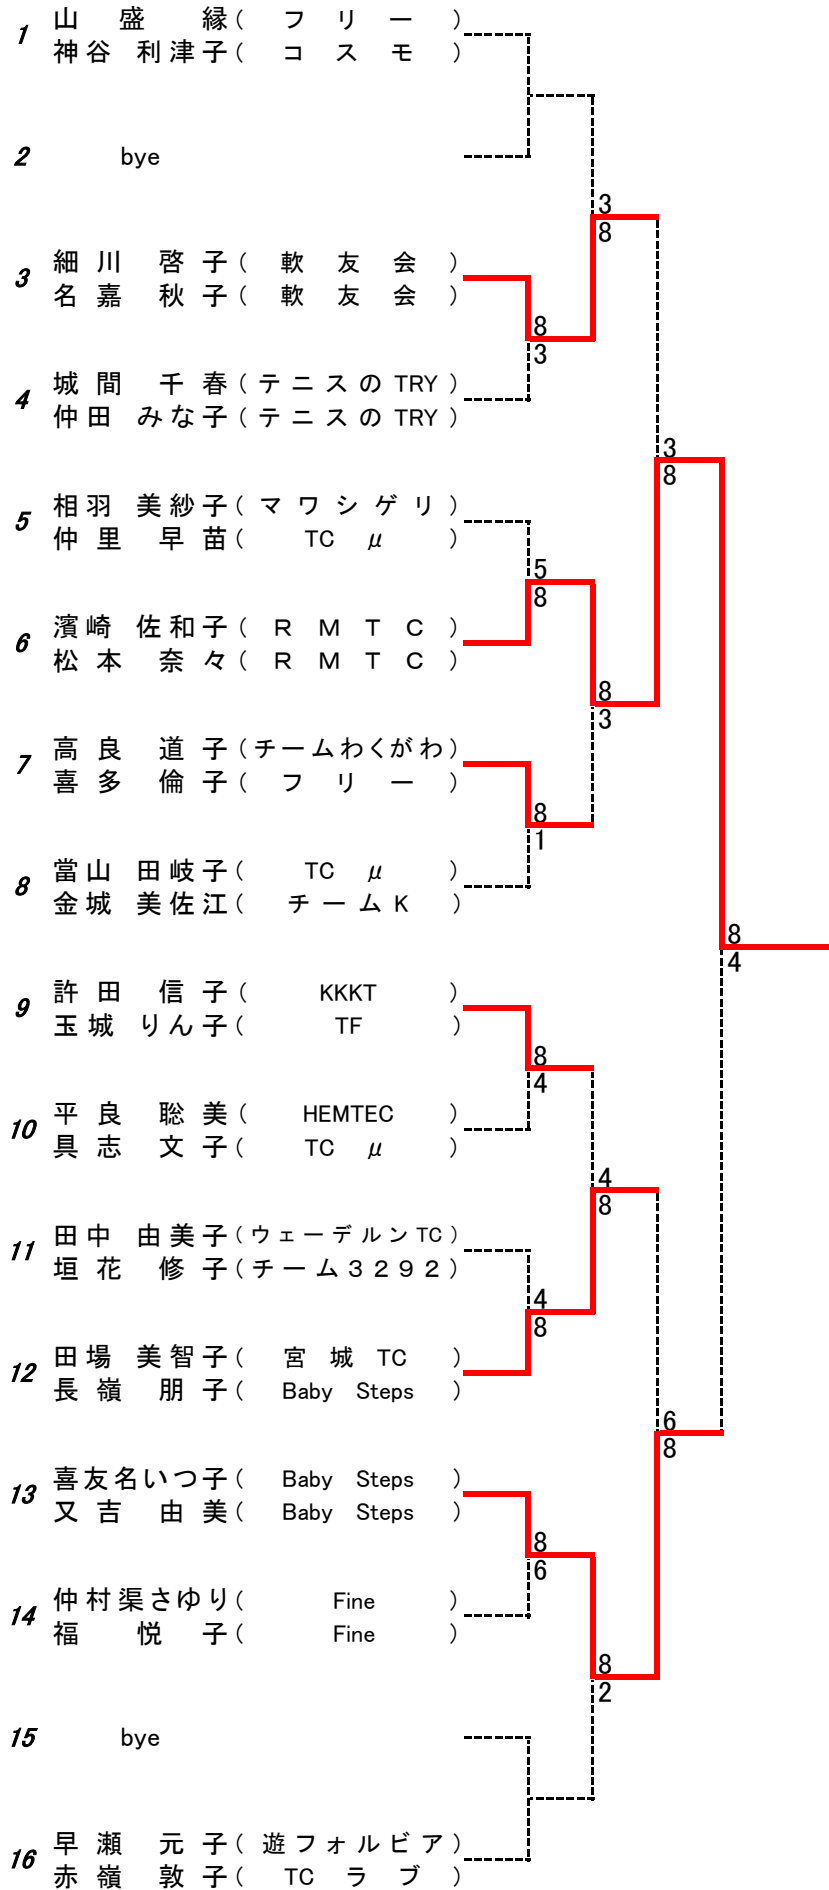 1 山盛 縁(フリー)
神谷 利津子(コスモ)
2 bye
3
8
3 細川 啓子(軟友会)
名嘉 秋子(軟友会)
8
3
4 城間 千春(テニスのTRY)
仲田 みな子(テニスのTRY)
3
8
5 相羽 美紗子(マワシゲリ)
仲里 早苗(TC μ)
5
8
6 濱崎 佐和子(RMTC)
松本 奈々(RMTC)
8
3
7 高良 道子(チームわくがわ)
喜多 倫子(フリー)
8
1
8 當山 田岐子(TC μ)
金城 美佐江(チームK)
8
4
9 許田 信子(KKKT)
玉城 りん子(TF)
8
4
10 平良 聡美(HEMTEC)
具志 文子(TC μ)
4
8
11 田中 由美子(ウェーデルンTC)
垣花 修子(チーム3292)
4
8
12 田場 美智子(宮城 TC)
長嶺 朋子(Baby Steps)
6
8
13 喜友名いつ子(Baby Steps)
又吉 由美(Baby Steps)
8
6
14 仲村渠さゆり(Fine)
福 悦子(Fine)
8
2
15 bye
16 早瀬 元子(遊フォルビア)
赤嶺 敦子(TC ラブ)